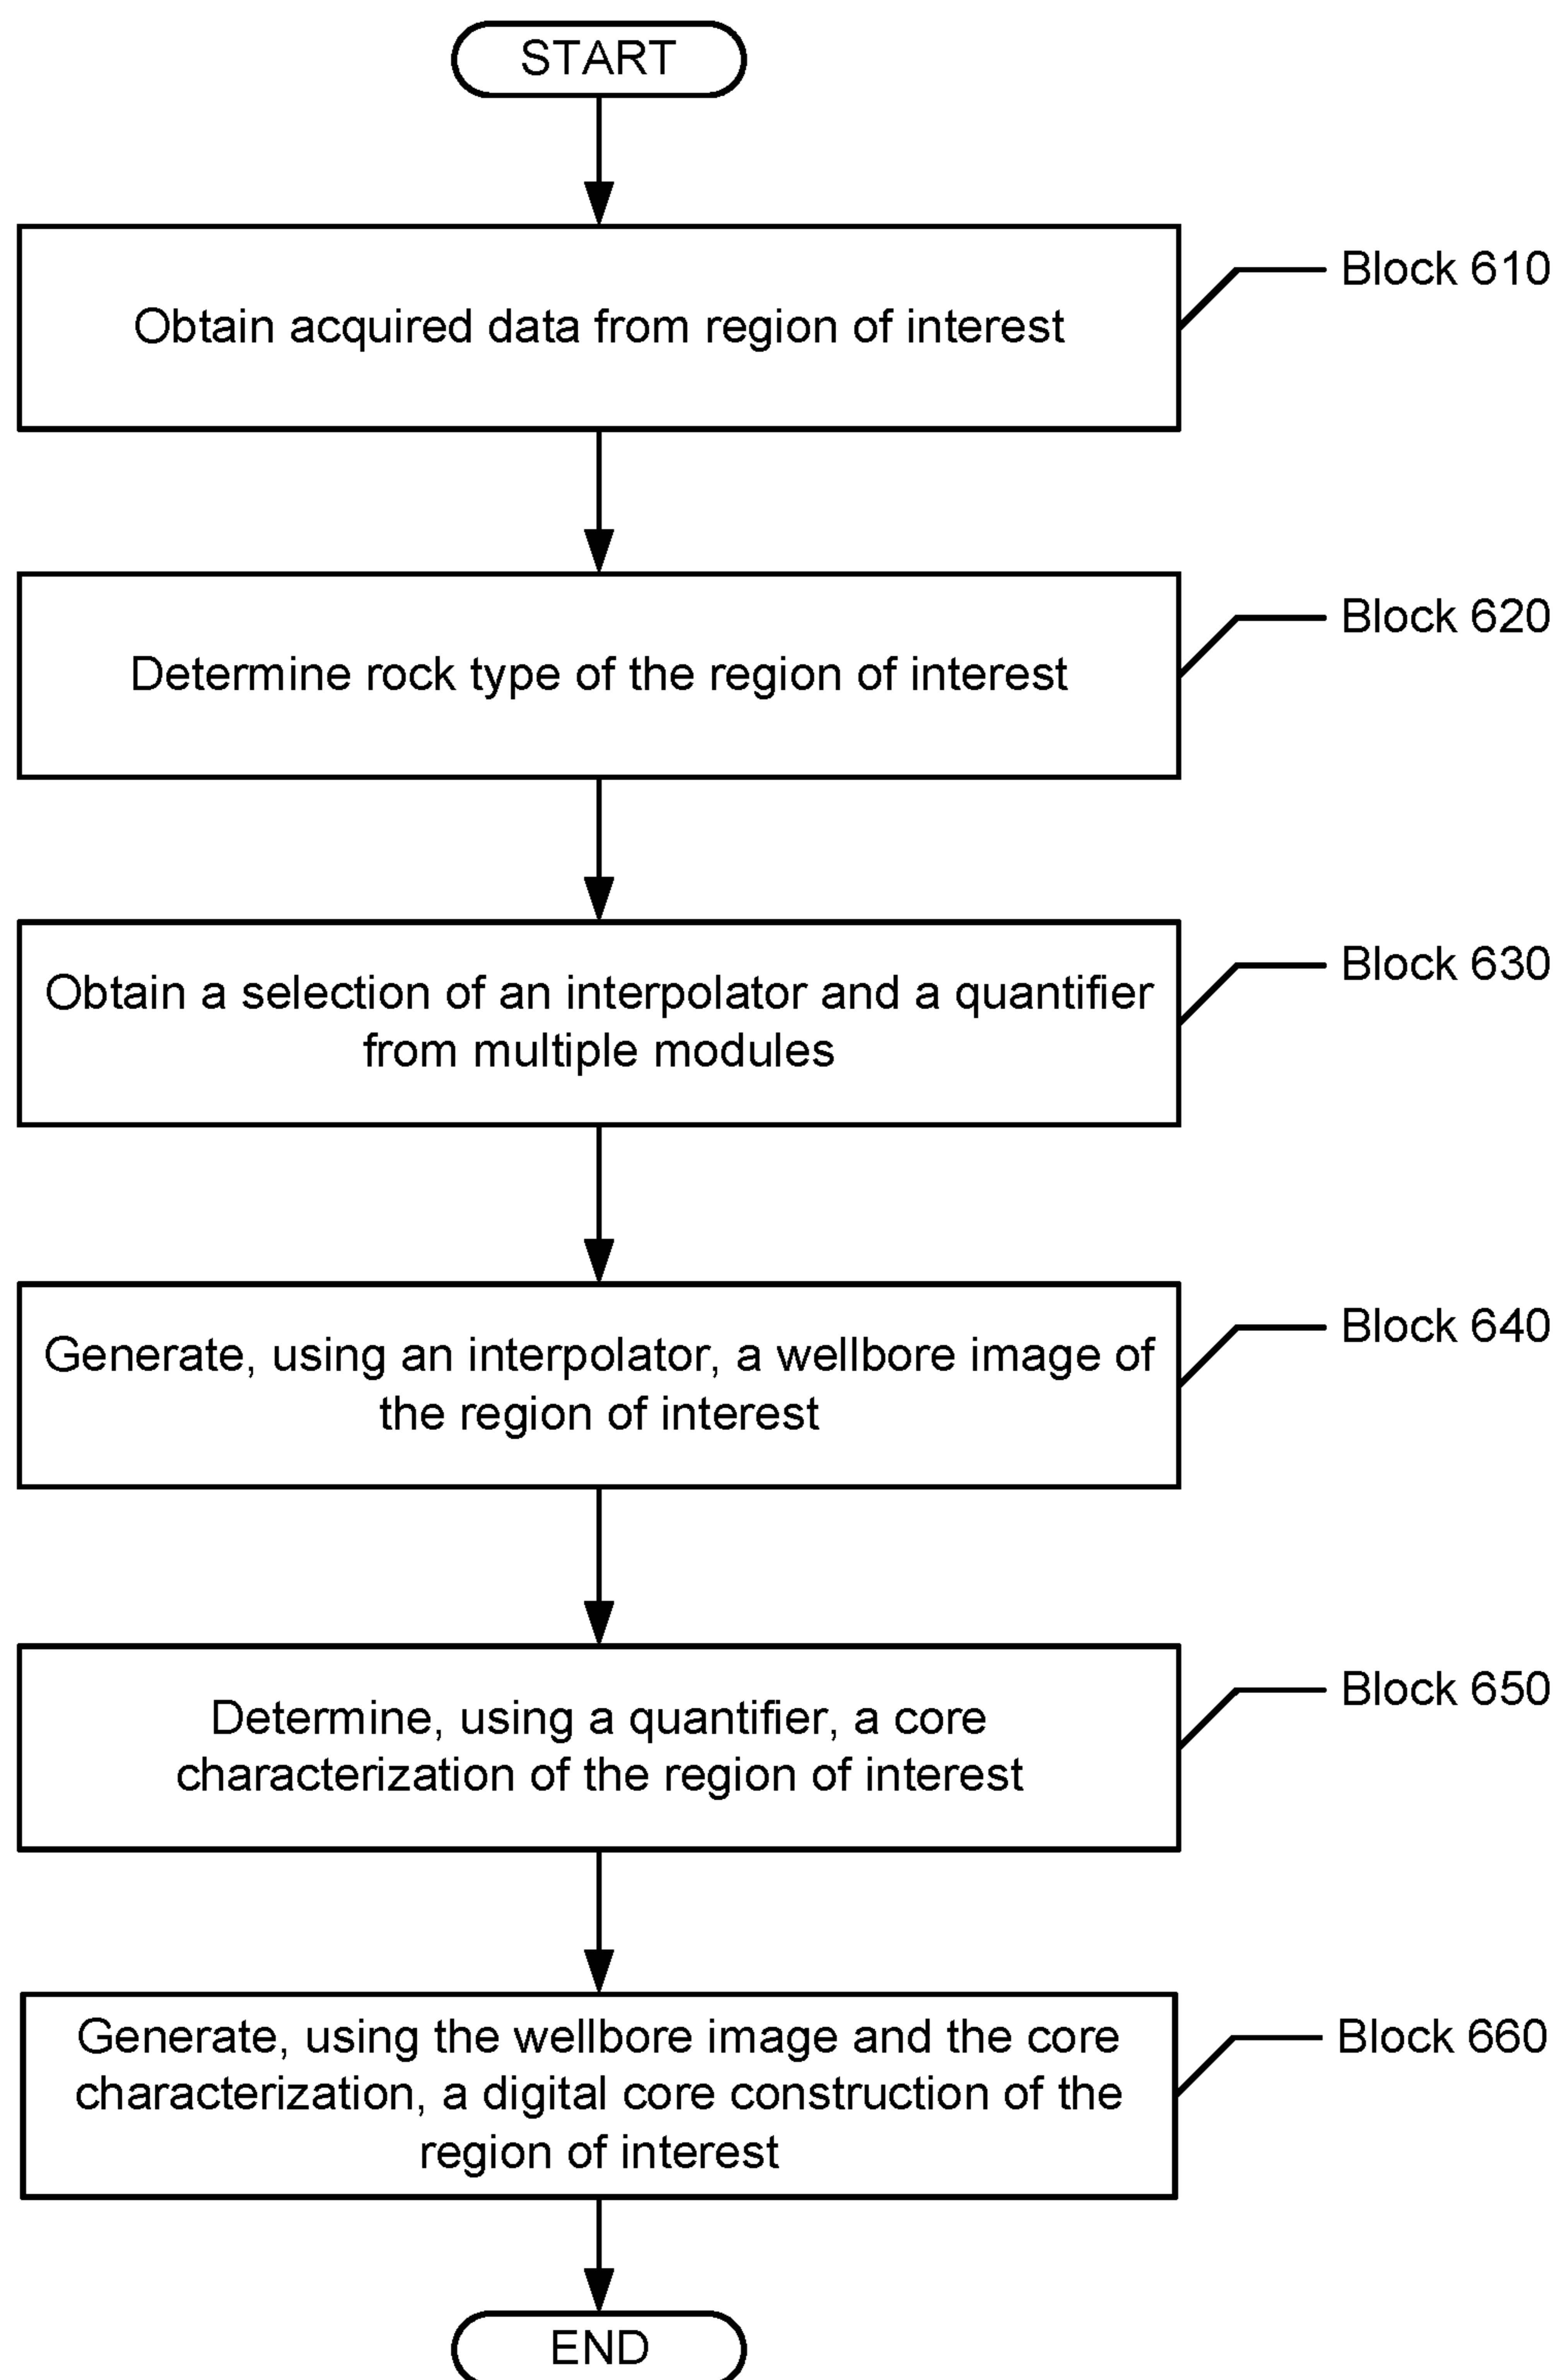 START
Obtain acquired data from region of interest
Block 610
Determine rock type of the region of interest
Block 620
Obtain a selection of an interpolator and a quantifier
from multiple modules
Block 630
Generate, using an interpolator, a wellbore image of
the region of interest
Block 640
Determine, using a quantifier, a core
characterization of the region of interest
Block 650
Generate, using the wellbore image and the core
characterization, a digital core construction of the
region of interest
Block 660
END